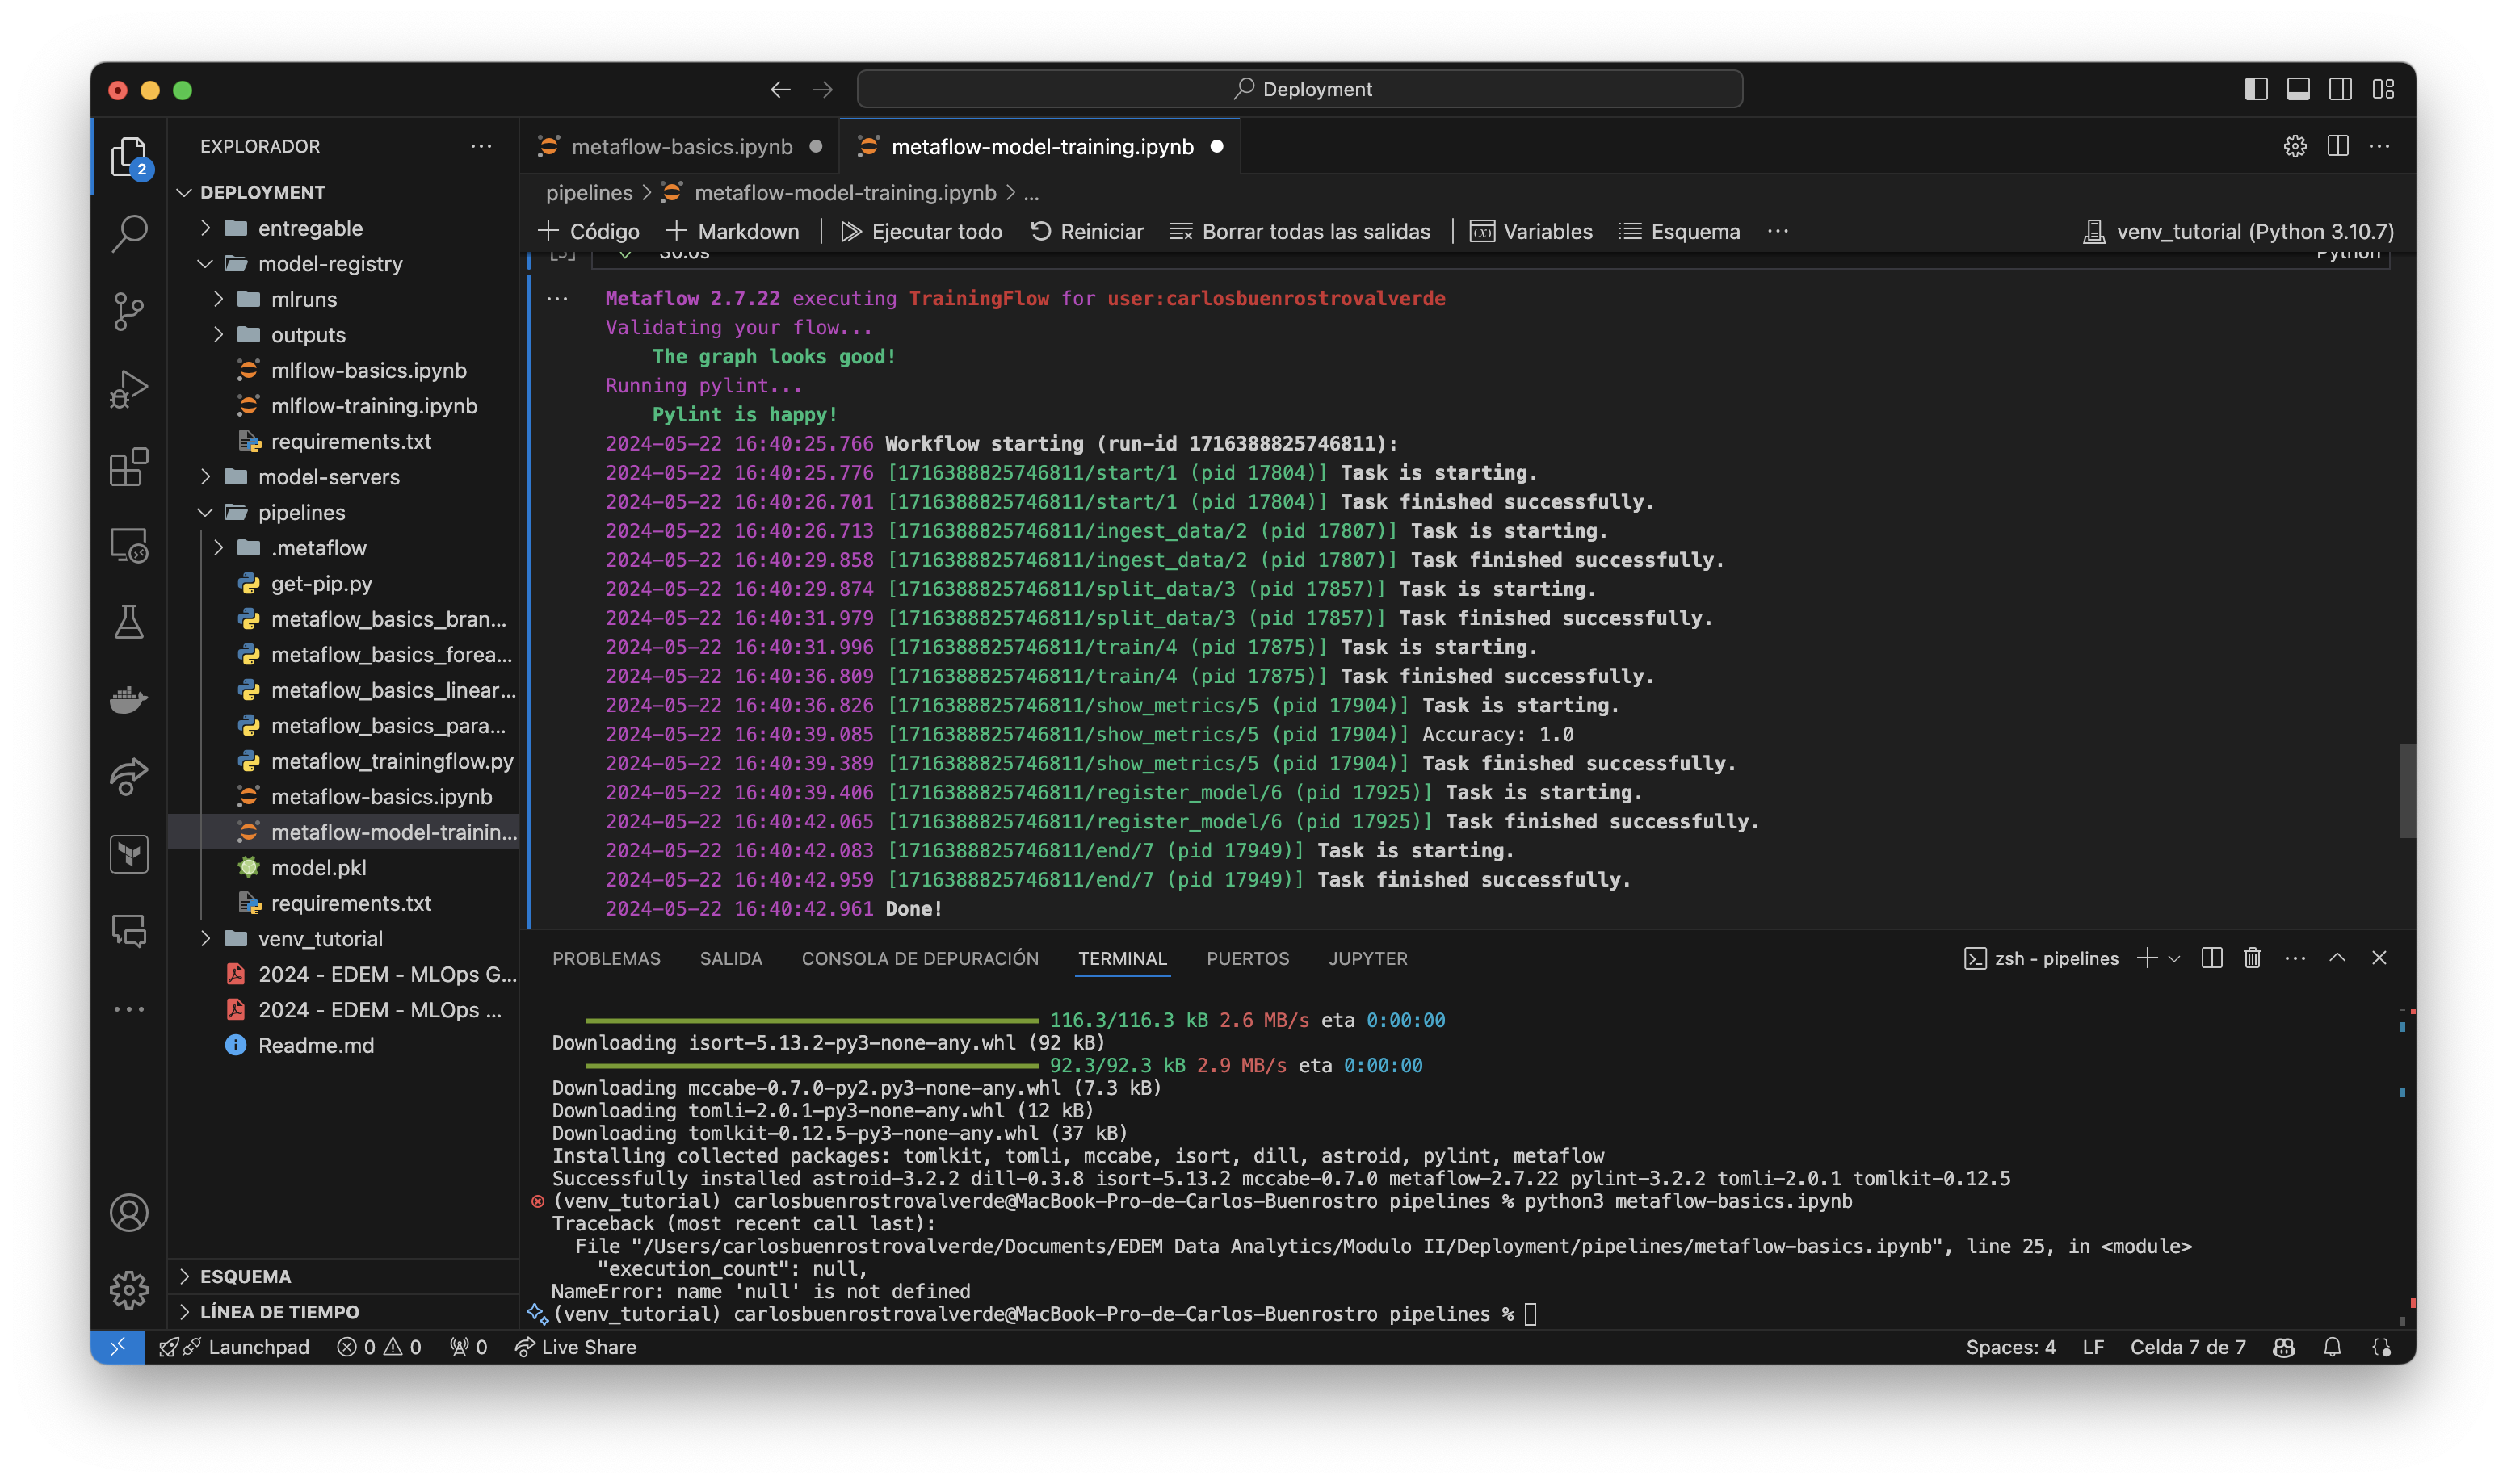 Deployment
EXPLORADOR
2
DEPLOYMENT
entregable
model-registry
mlruns
outputs
mlflow-basics.ipynb
mlflow-training.ipynb
requirements.txt
model-servers
pipelines
.metaflow
get-pip.py
metaflow_basics_bran...
metaflow_basics_forea...
metaflow_basics_linear...
metaflow_basics_para...
metaflow_trainingflow.py
metaflow-basics.ipynb
metaflow-model-trainin...
model.pkl
requirements.txt
venv_tutorial
2024 - EDEM - MLOps G...
2024 - EDEM - MLOps ...
Readme.md
ESQUEMA
LÍNEA DE TIEMPO
metaflow-basics.ipynb
metaflow-model-training.ipynb
pipelines > metaflow-model-training.ipynb > ...
Código Markdown Ejecutar todo Reiniciar Borrar todas las salidas Variables Esquema ... venv_tutorial (Python 3.10.7)
Python
Metaflow 2.7.22 executing TrainingFlow for user:carlosbuenrostrovalverde
Validating your flow...
The graph looks good!
Running pylint...
Pylint is happy!
2024-05-22 16:40:25.766 Workflow starting (run-id 1716388825746811):
2024-05-22 16:40:25.776 [1716388825746811/start/1 (pid 17804)] Task is starting.
2024-05-22 16:40:26.701 [1716388825746811/start/1 (pid 17804)] Task finished successfully.
2024-05-22 16:40:26.713 [1716388825746811/ingest_data/2 (pid 17807)] Task is starting.
2024-05-22 16:40:29.858 [1716388825746811/ingest_data/2 (pid 17807)] Task finished successfully.
2024-05-22 16:40:29.874 [1716388825746811/split_data/3 (pid 17857)] Task is starting.
2024-05-22 16:40:31.979 [1716388825746811/split_data/3 (pid 17857)] Task finished successfully.
2024-05-22 16:40:31.996 [1716388825746811/train/4 (pid 17875)] Task is starting.
2024-05-22 16:40:36.809 [1716388825746811/train/4 (pid 17875)] Task finished successfully.
2024-05-22 16:40:36.826 [1716388825746811/show_metrics/5 (pid 17904)] Task is starting.
2024-05-22 16:40:39.085 [1716388825746811/show_metrics/5 (pid 17904)] Accuracy: 1.0
2024-05-22 16:40:39.389 [1716388825746811/show_metrics/5 (pid 17904)] Task finished successfully.
2024-05-22 16:40:39.406 [1716388825746811/register_model/6 (pid 17925)] Task is starting.
2024-05-22 16:40:42.065 [1716388825746811/register_model/6 (pid 17925)] Task finished successfully.
2024-05-22 16:40:42.083 [1716388825746811/end/7 (pid 17949)] Task is starting.
2024-05-22 16:40:42.959 [1716388825746811/end/7 (pid 17949)] Task finished successfully.
2024-05-22 16:40:42.961 Done!
PROBLEMAS SALIDA CONSOLA DE DEPURACIÓN TERMINAL PUERTOS JUPYTER zsh - pipelines
116.3/116.3 kB 2.6 MB/s eta 0:00:00
Downloading isort-5.13.2-py3-none-any.whl (92 kB)
92.3/92.3 kB 2.9 MB/s eta 0:00:00
Downloading mccabe-0.7.0-py2.py3-none-any.whl (7.3 kB)
Downloading tomli-2.0.1-py3-none-any.whl (12 kB)
Downloading tomlkit-0.12.5-py3-none-any.whl (37 kB)
Installing collected packages: tomlkit, tomli, mccabe, isort, dill, astroid, pylint, metaflow
Successfully installed astroid-3.2.2 dill-0.3.8 isort-5.13.2 mccabe-0.7.0 metaflow-2.7.22 pylint-3.2.2 tomli-2.0.1 tomlkit-0.12.5
(venv_tutorial) carlosbuenrostrovalverde@MacBook-Pro-de-Carlos-Buenrostro pipelines % python3 metaflow-basics.ipynb
Traceback (most recent call last):
File "/Users/carlosbuenrostrovalverde/Documents/EDEM Data Analytics/Modulo II/Deployment/pipelines/metaflow-basics.ipynb", line 25, in <module>
"execution_count": null,
NameError: name 'null' is not defined
(venv_tutorial) carlosbuenrostrovalverde@MacBook-Pro-de-Carlos-Buenrostro pipelines %
Launchpad 0 0 0 Live Share Spaces: 4 LF Celda 7 de 7